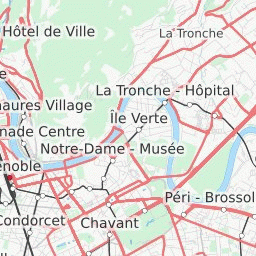 Hôtel de Ville
La Tronche
La Tronche - Hôpital
aures Village
Île Verte
nade Centre
Notre-Dame - Musée
enoble
Péri - Brossol
Condorcet
Chavant